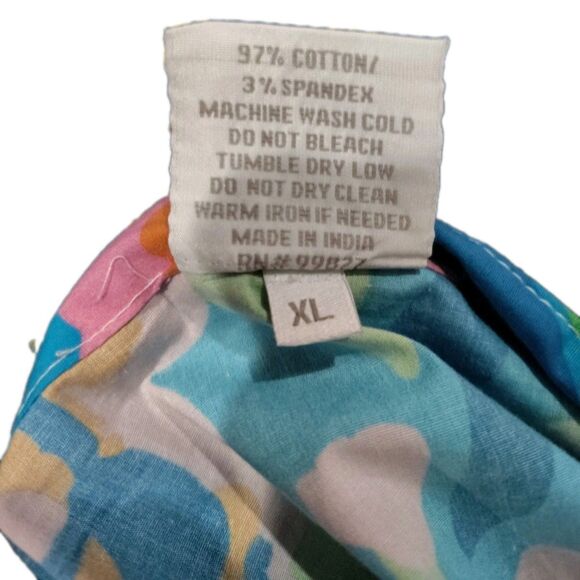 97% COTTON/
3% SPANDEX
MACHINE WASH COLD
DO NOT BLEACH
TUMBLE DRY LOW
DO NOT DRY CLEAN
WARM IRON IF NEEDED
MADE IN INDIA
RN# 99827
XL